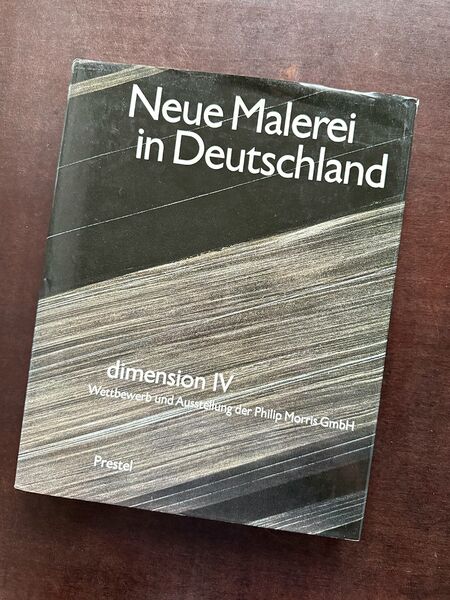 Neue Malerei
in Deutschland
dimension IV
Wettbewerb und Ausstellung der Philip Morris GmbH
Prestel